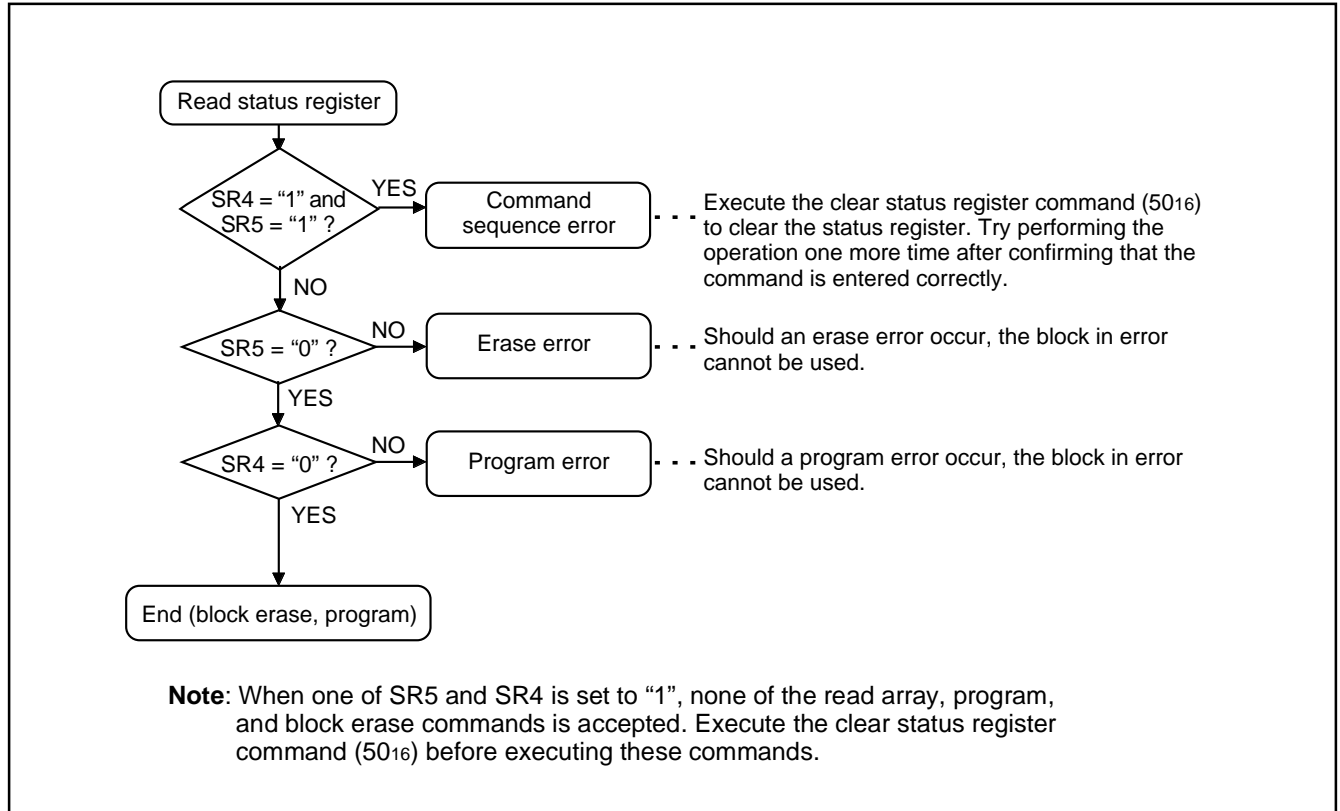 Read status register
SR4 = “1” and
SR5 = “1” ?
YES
Command
sequence error
Execute the clear status register command (5016)
to clear the status register. Try performing the
operation one more time after confirming that the
command is entered correctly.
NO
SR5 = “0” ?
NO
Erase error
Should an erase error occur, the block in error
cannot be used.
YES
SR4 = “0” ?
NO
Program error
Should a program error occur, the block in error
cannot be used.
YES
End (block erase, program)
Note: When one of SR5 and SR4 is set to “1”, none of the read array, program,
and block erase commands is accepted. Execute the clear status register
command (5016) before executing these commands.